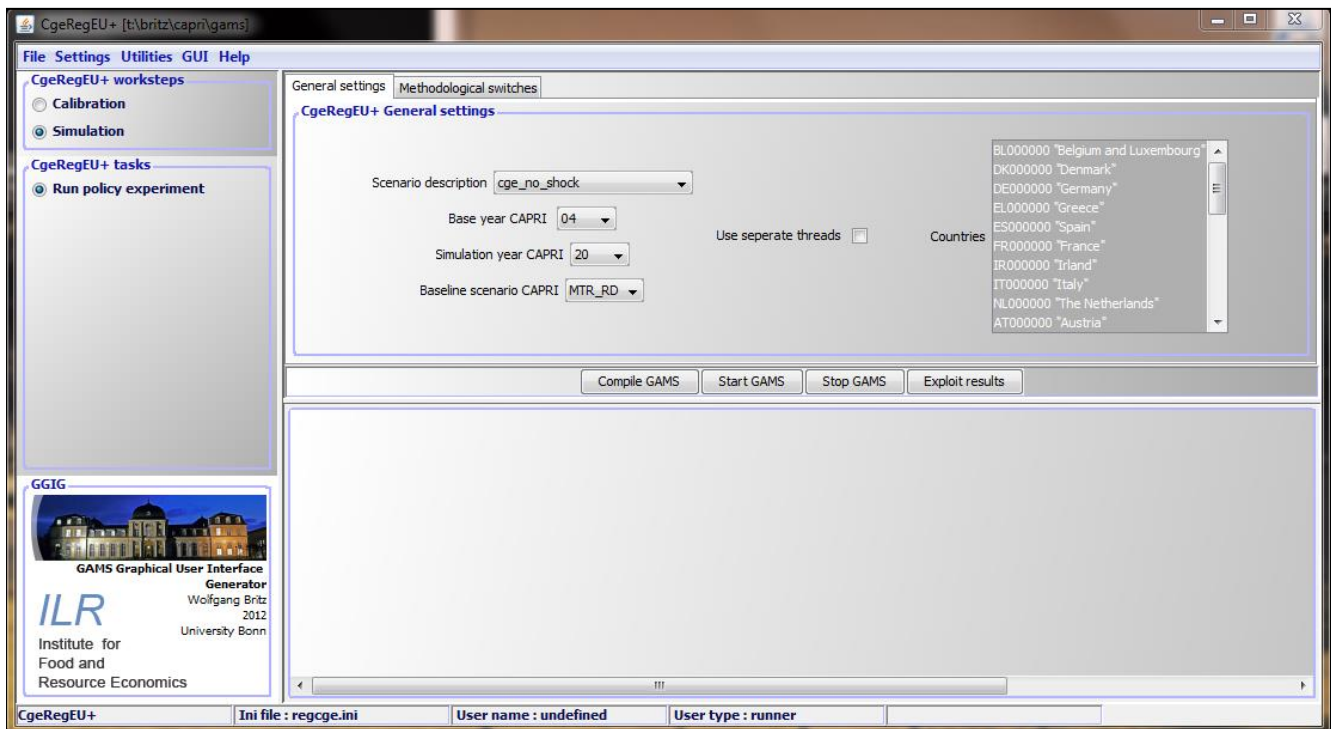 CgeRegEU+ [t:\britz\capri\gams]
File Settings Utilities GUI Help
CgeRegEU+ worksteps
Calibration
Simulation
CgeRegEU+ tasks
Run policy experiment
General settings Methodological switches
CgeRegEU+ General settings
Scenario description cge_no_shock
Base year CAPRI 04
Simulation year CAPRI 20
Baseline scenario CAPRI MTR_RD
Use seperate threads
Countries
BL000000 "Belgium and Luxembourg"
DK000000 "Denmark"
DE000000 "Germany"
EL000000 "Greece"
ES000000 "Spain"
FR000000 "France"
IR000000 "Irland"
IT000000 "Italy"
NL000000 "The Netherlands"
AT000000 "Austria"
Compile GAMS Start GAMS Stop GAMS Exploit results
GGIG
GAMS Graphical User Interface
Generator
Wolfgang Britz
2012
University Bonn
ILR
Institute for
Food and
Resource Economics
CgeRegEU+ Ini file : regcge.ini User name : undefined User type : runner